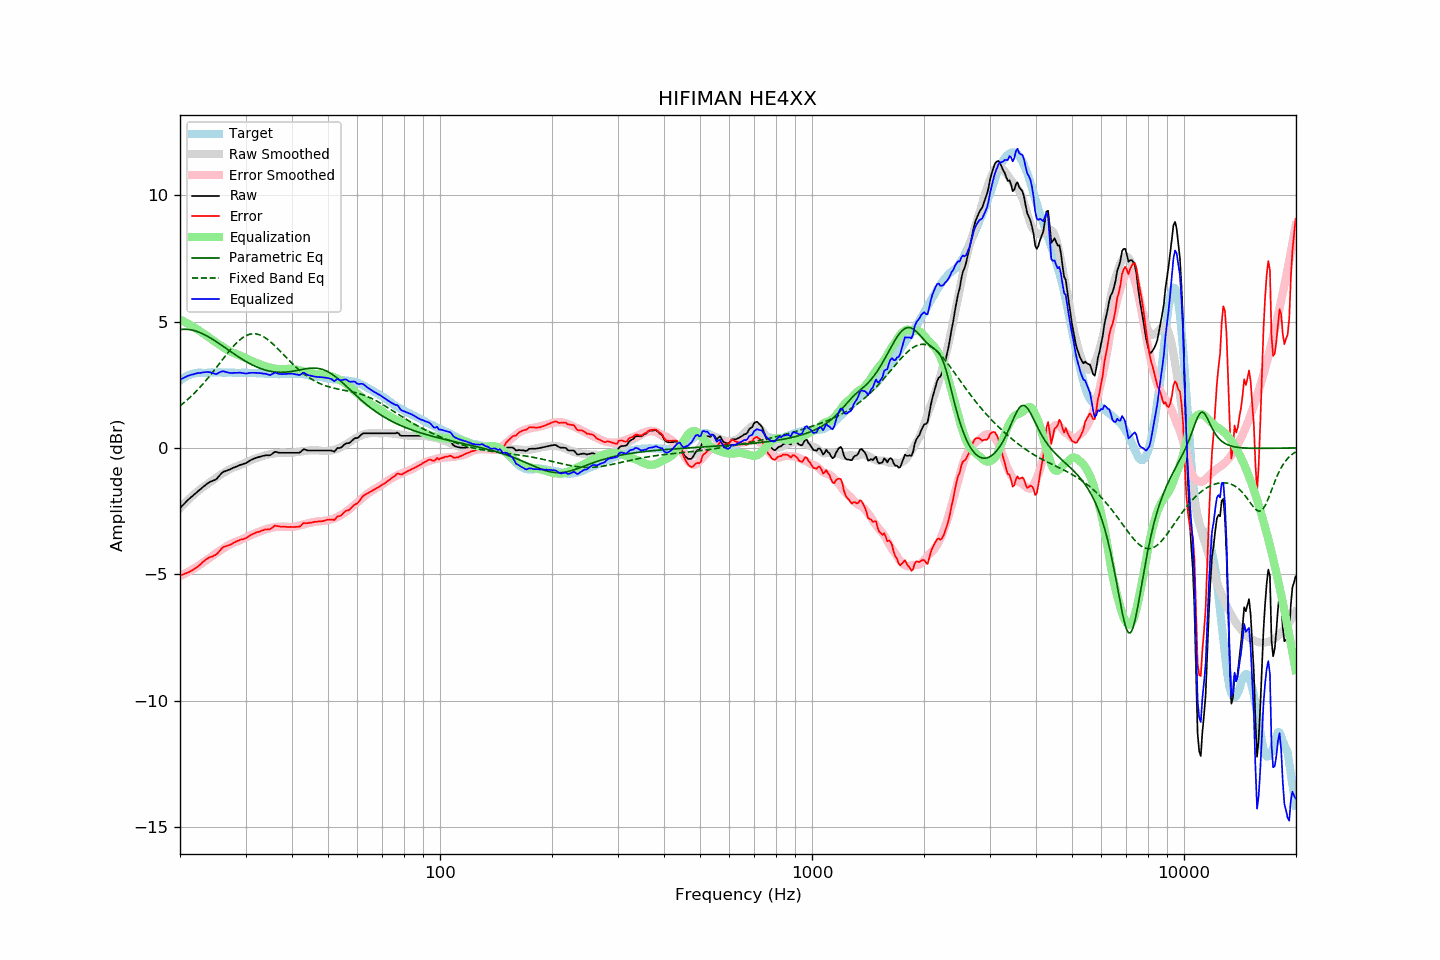 HIFIMAN HE4XX
Target
Raw Smoothed
Error Smoothed
Raw
Error
Equalization
Parametric Eq
Fixed Band Eq
Equalized
10
5
0
−5
−10
−15
Amplitude (dBr)
100
1000
10000
Frequency (Hz)